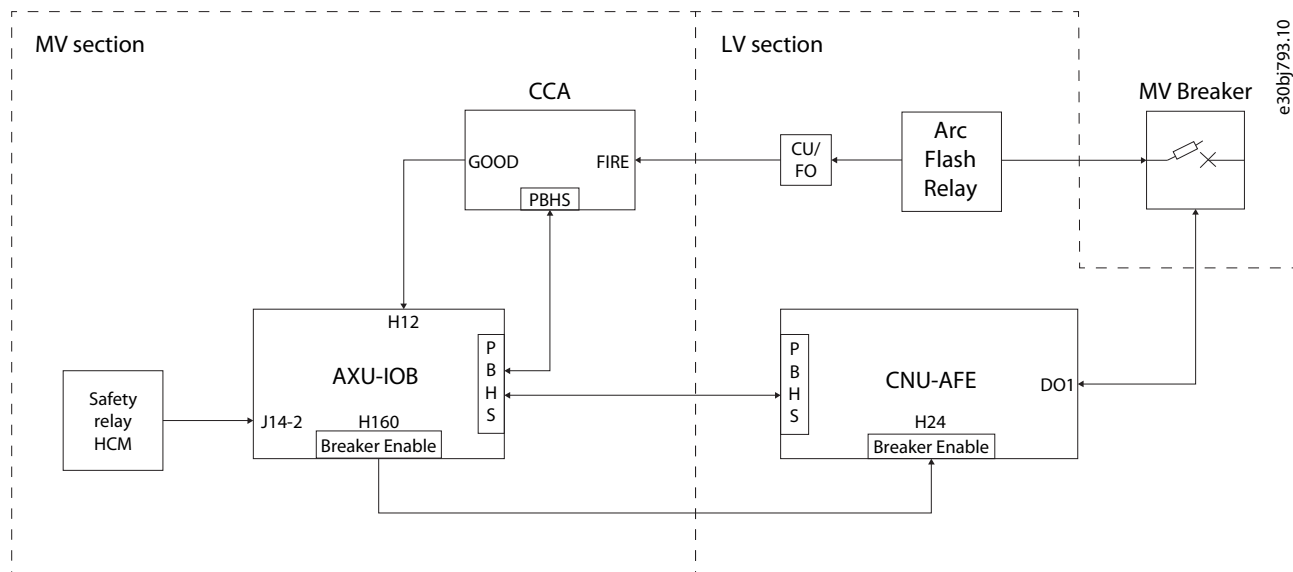 MV section
LV section
e30bj793.10
CCA
MV Breaker
GOOD
FIRE
PBHS
CU/
FO
Arc
Flash
Relay
H12
AXU-IOB
P
B
H
S
J14-2
H160
Breaker Enable
Safety
relay
HCM
P
B
H
S
CNU-AFE
DO1
H24
Breaker Enable